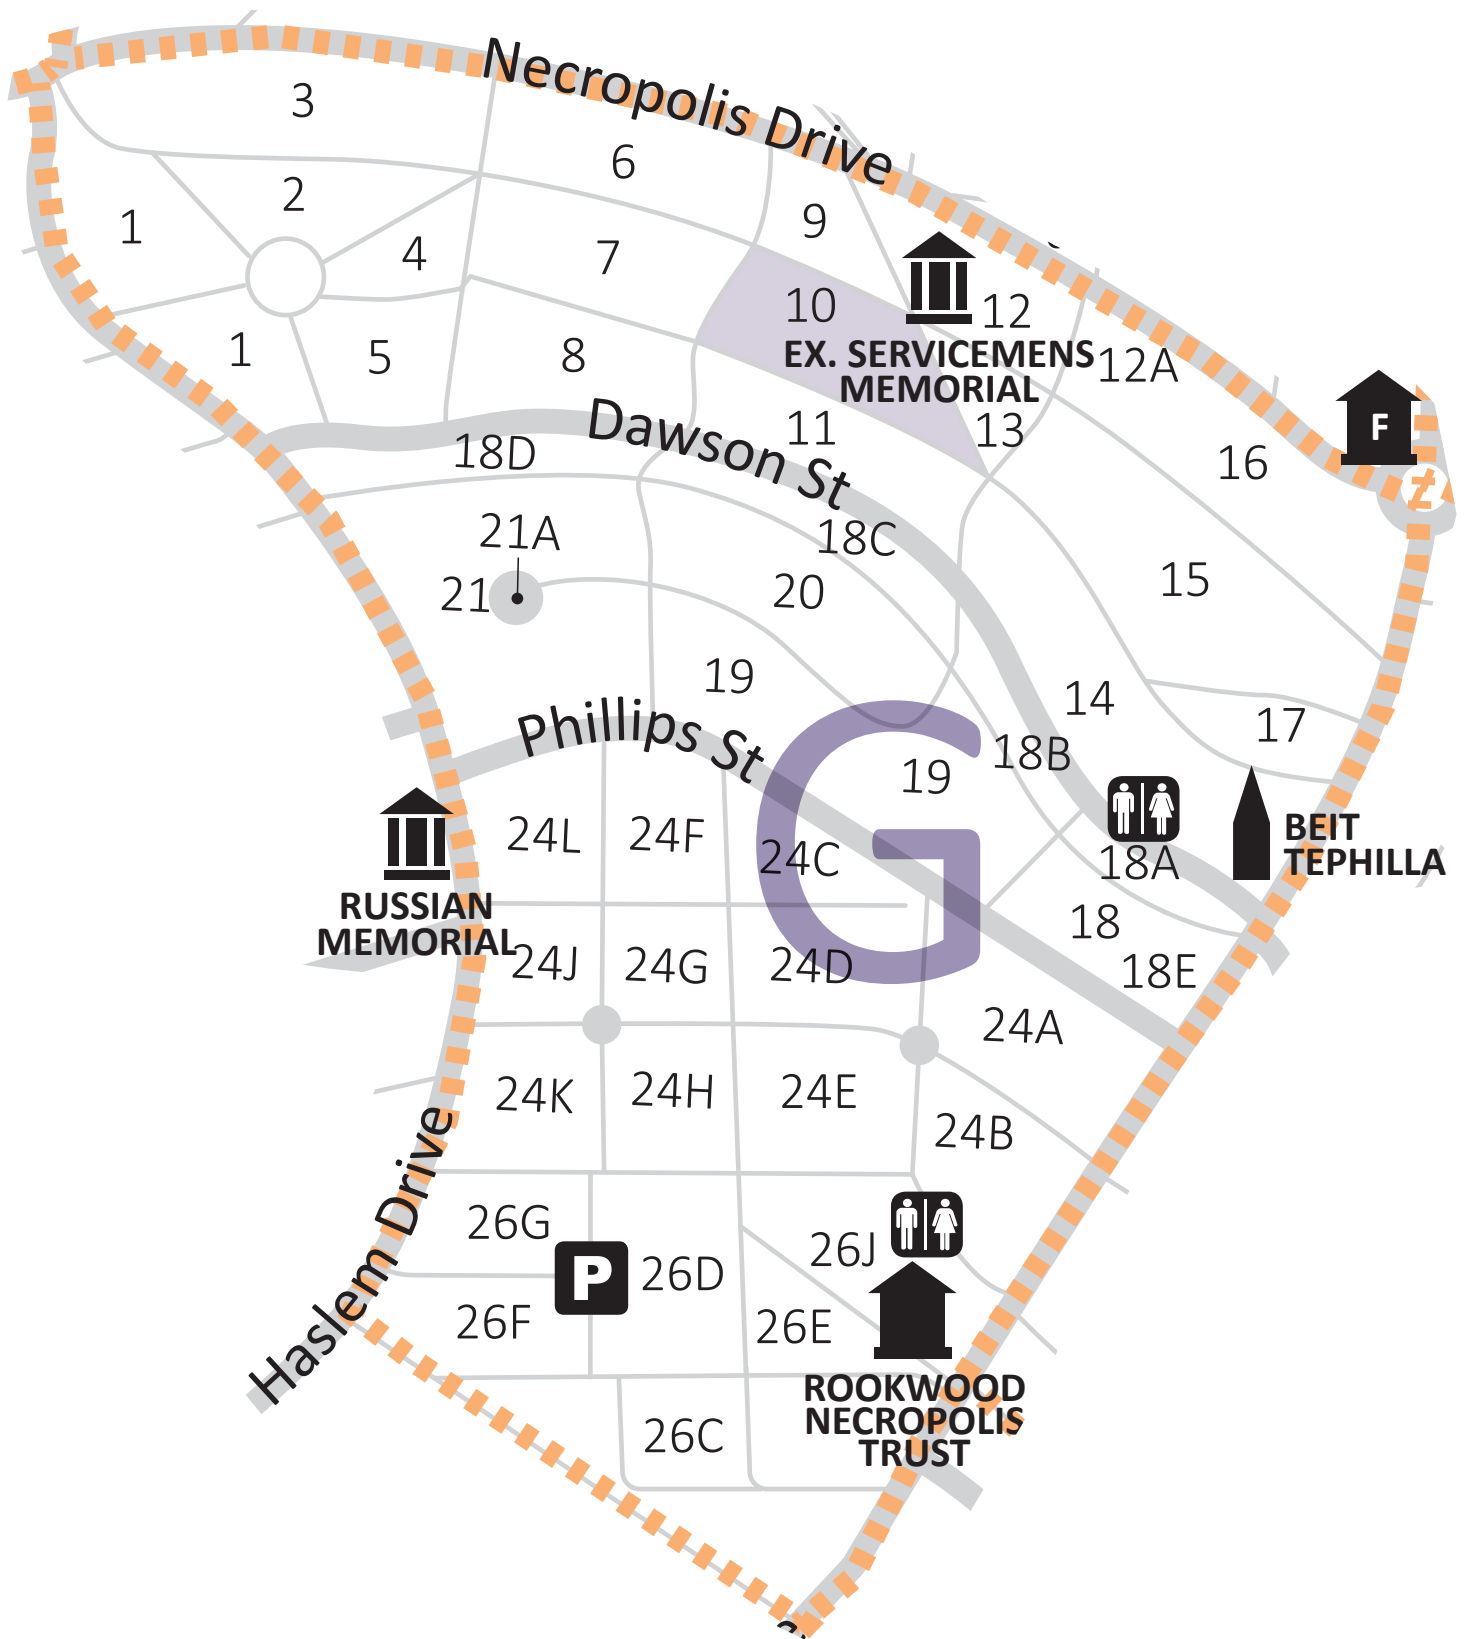 Necropolis Drive
3
6
2
1
9
4
7
10
12
1
5
8
EX. SERVICEMENS
MEMORIAL
12A
F
11
13
Dawson St
18D
16
21A
18C
21
20
15
19
14
17
Phillips St
18B
19
24L
24F
24C
G
BEIT
TEPHILLA
18A
RUSSIAN
MEMORIAL
18
24J
24G
24D
18E
24A
24K
24H
24E
24B
Haslem Drive
26G
26J
P
26D
26F
26E
ROOKWOOD
NECROPOLIS
TRUST
26C